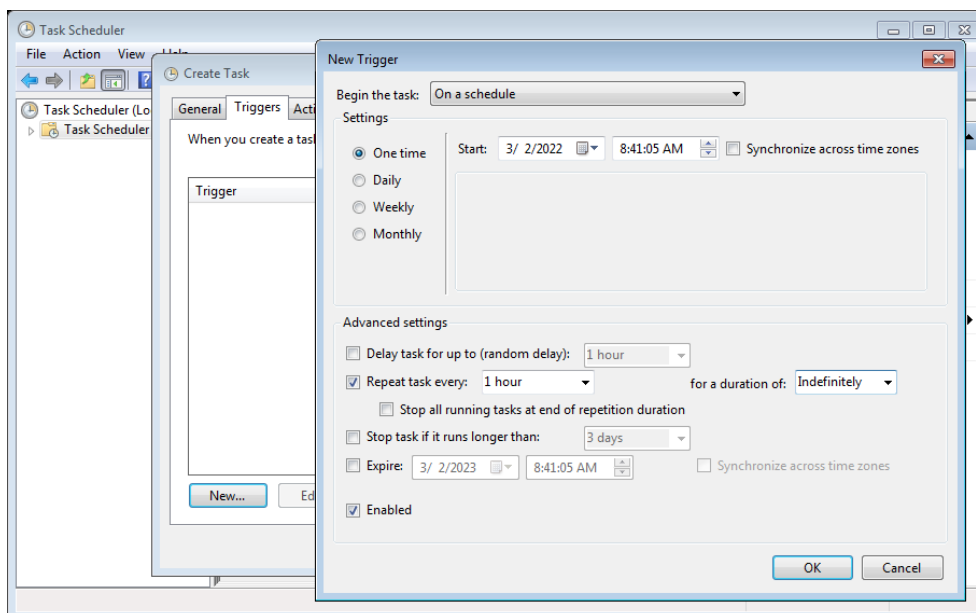 Task Scheduler
File Action View Help
Task Scheduler (Lo
Task Scheduler
Create Task
General Triggers Acti
When you create a tas
Trigger
New... Ed
New Trigger
Begin the task: On a schedule
Settings
One time
Daily
Weekly
Monthly
Start: 3/ 2/2022 8:41:05 AM Synchronize across time zones
Advanced settings
Delay task for up to (random delay): 1 hour
Repeat task every: 1 hour for a duration of: Indefinitely
Stop all running tasks at end of repetition duration
Stop task if it runs longer than: 3 days
Expire: 3/ 2/2023 8:41:05 AM Synchronize across time zones
Enabled
OK Cancel